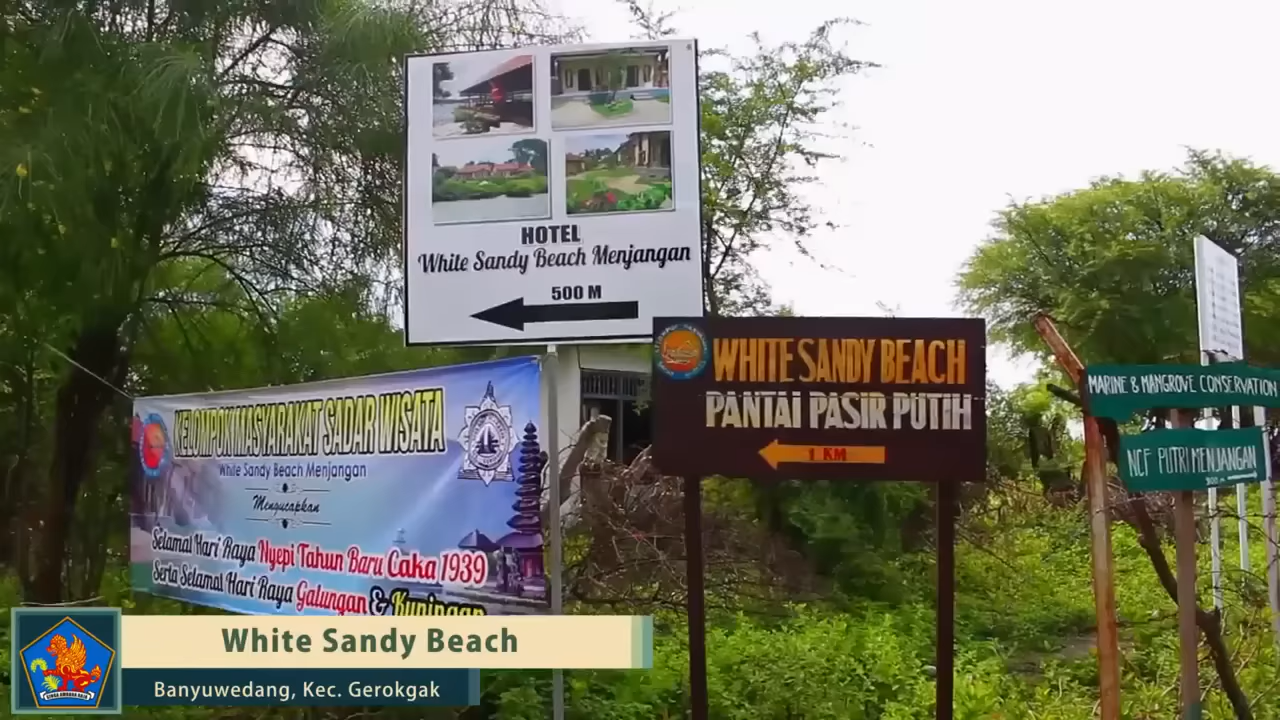 HOTEL
White Sandy Beach Menjangan
500 M
WHITE SANDY BEACH
PANTAI PASIR PUTIH
1 KM
MARINE & MANGROVE CONSERVATION
NCF PUTRI MENJANGAN
300 m
KELOMPOK MASYARAKAT SADAR WISATA
White Sandy Beach Menjangan
Mengucapkan
Selamat Hari Raya Nyepi Tahun Baru Caka 1939
Serta Selamat Hari Raya Galungan & Kuningan
White Sandy Beach
Banyuwedang, Kec. Gerokgak